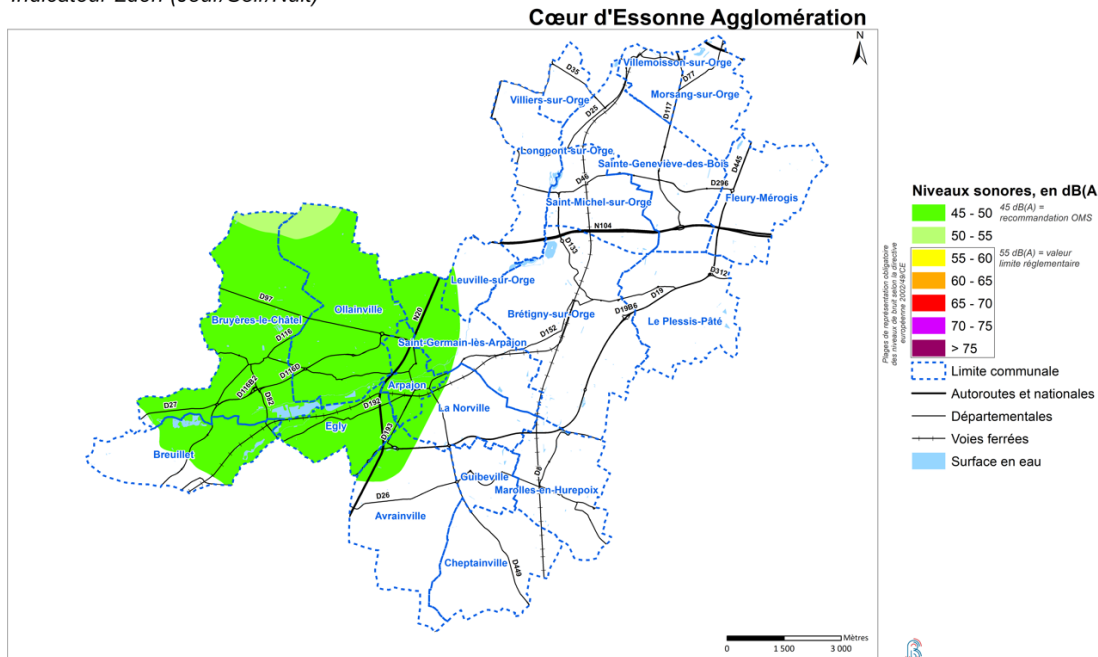 Indicateur Lden (Jour/Soir/Nuit)
Cœur d'Essonne Agglomération
N
Villemoisson-sur-Orge
D35
D77
Villiers-sur-Orge
Morsang-sur-Orge
D25
D117
Longpont-sur-Orge
Sainte-Geneviève-des-Bois
D445
D46
D296
Fleury-Mérogis
Saint-Michel-sur-Orge
N104
D133
D312
Leuville-sur-Orge
D97
Ollainville
N20
D19
Brétigny-sur-Orge
D19B6
Le Plessis-Pâté
Bruyères-le-Châtel
D116
D152
Saint-Germain-lès-Arpajon
D116D
Arpajon
D116B2
D82
D27
D192
La Norville
Egly
D193
Breuillet
D8
Guibeville
Marolles-en-Hurepoix
D26
Avrainville
Cheptainville
D449
Mètres
0 1 500 3 000
Niveaux sonores, en dB(A
45 - 50
45 dB(A) =
recommandation OMS
50 - 55
55 - 60
55 dB(A) = valeur
limite réglementaire
60 - 65
65 - 70
70 - 75
> 75
Plages de représentation obligatoire
des niveaux de bruit selon la directive
européenne 2002/49/CE
Limite communale
Autoroutes et nationales
Départementales
Voies ferrées
Surface en eau